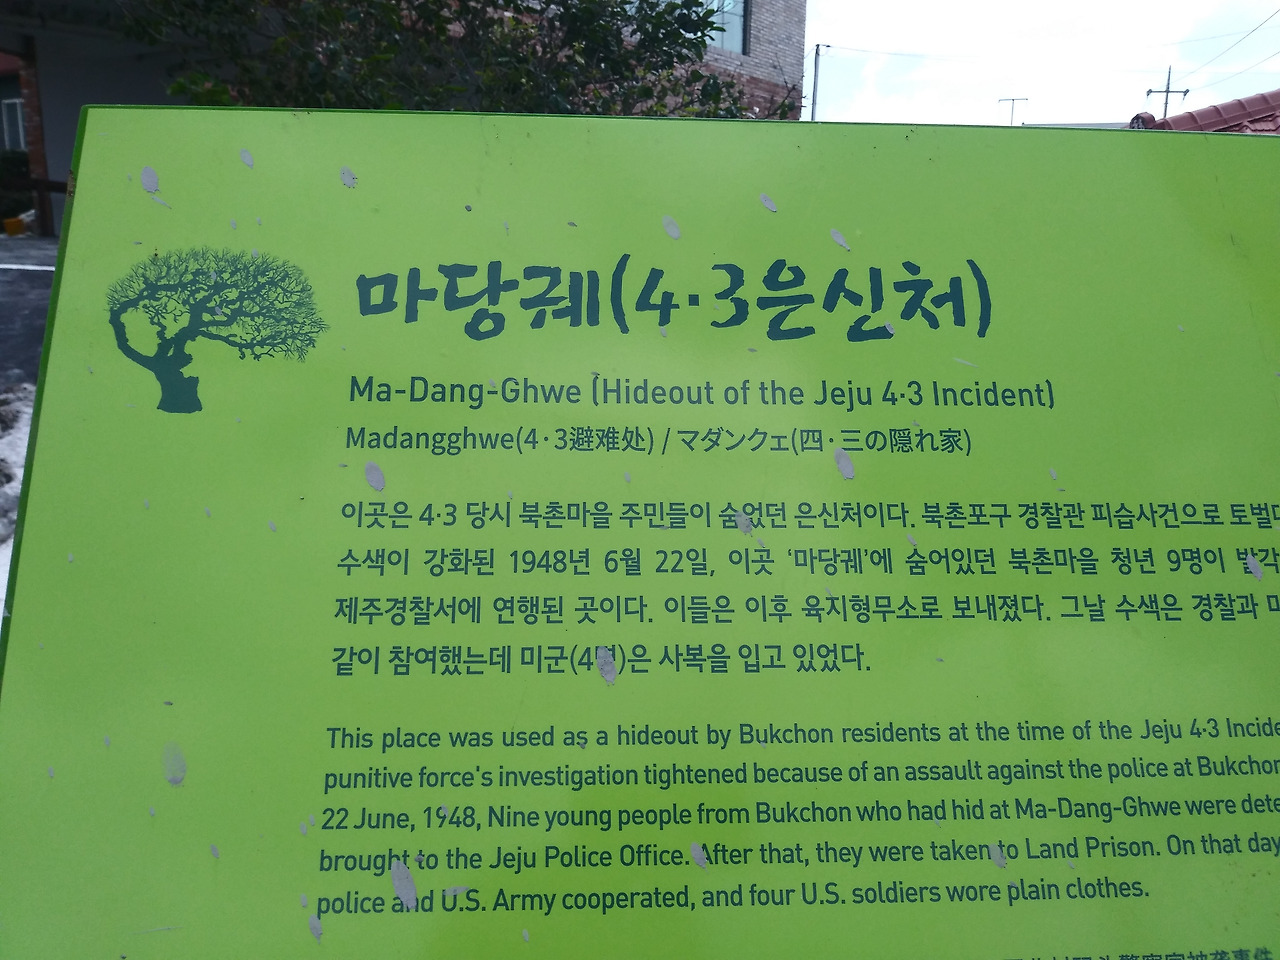 마당궤(4·3은신처)
Ma-Dang-Ghwe (Hideout of the Jeju 4·3 Incident)
Madangghwe(4·3避难处) / マダンクェ(四·三の隠れ家)
이곳은 4·3 당시 북촌마을 주민들이 숨었던 은신처이다. 북촌포구 경찰관 피습사건으로 토벌대
수색이 강화된 1948년 6월 22일, 이곳 ‘마당궤’에 숨어있던 북촌마을 청년 9명이 발각
제주경찰서에 연행된 곳이다. 이들은 이후 육지형무소로 보내졌다. 그날 수색은 경찰과 미
같이 참여했는데 미군(4명)은 사복을 입고 있었다.
This place was used as a hideout by Bukchon residents at the time of the Jeju 4·3 Incide
punitive force's investigation tightened because of an assault against the police at Bukchon
22 June, 1948, Nine young people from Bukchon who had hid at Ma-Dang-Ghwe were dete
brought to the Jeju Police Office. After that, they were taken to Land Prison. On that day
police and U.S. Army cooperated, and four U.S. soldiers wore plain clothes.